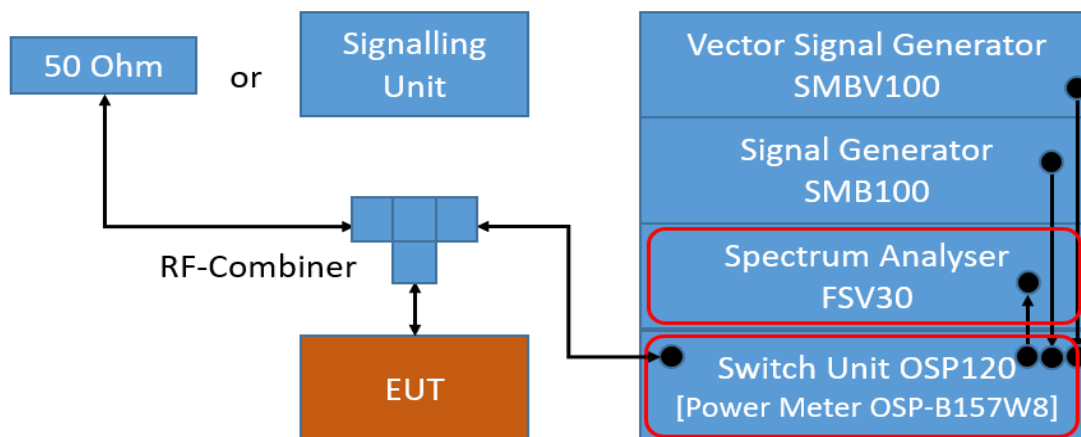 50 Ohm
or
Signalling
Unit
Vector Signal Generator
SMBV100
Signal Generator
SMB100
RF-Combiner
Spectrum Analyser
FSV30
EUT
Switch Unit OSP120
[Power Meter OSP-B157W8]